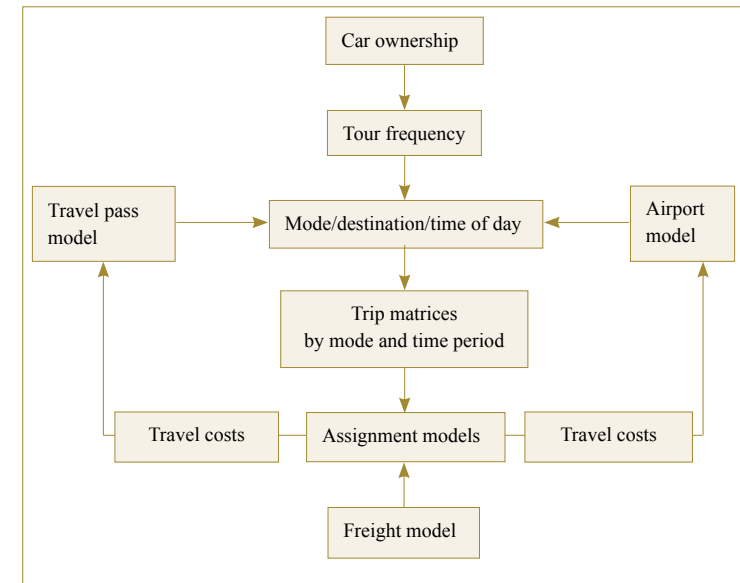 Car ownership
Tour frequency
Travel pass
model
Mode/destination/time of day
Airport
model
Trip matrices
by mode and time period
Travel costs
Assignment models
Travel costs
Freight model